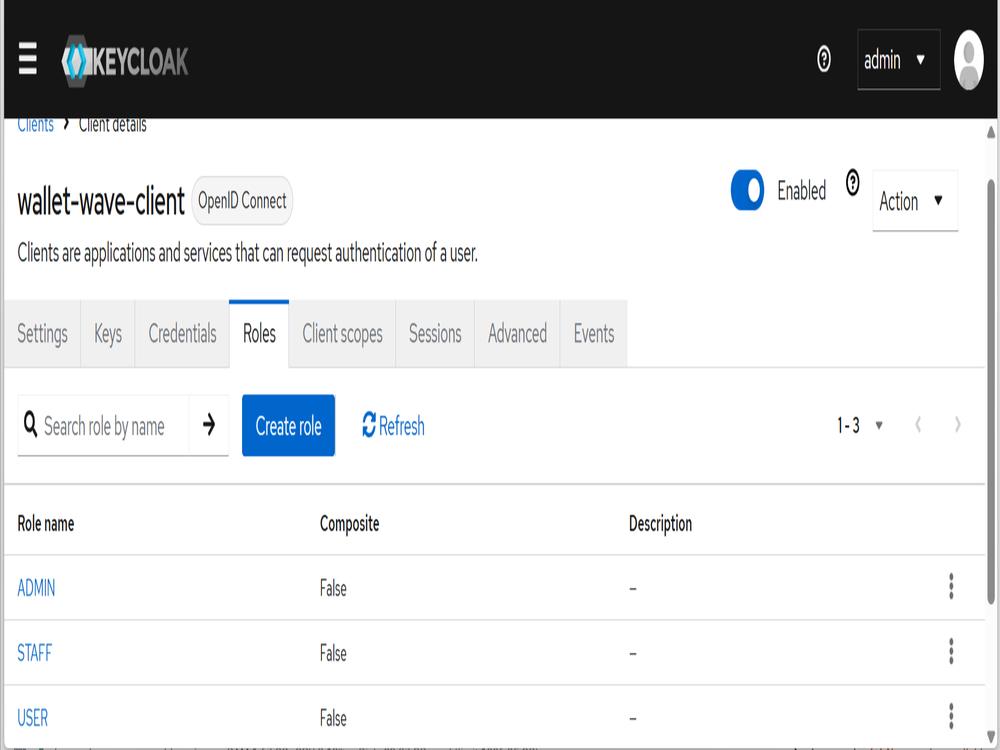 KEYCLOAK
admin
Clients Client details
wallet-wave-client OpenID Connect
Enabled
Action
Clients are applications and services that can request authentication of a user.
Settings Keys Credentials Roles Client scopes Sessions Advanced Events
Search role by name Create role Refresh 1 - 3
Role name Composite Description
ADMIN False –
STAFF False –
USER False –